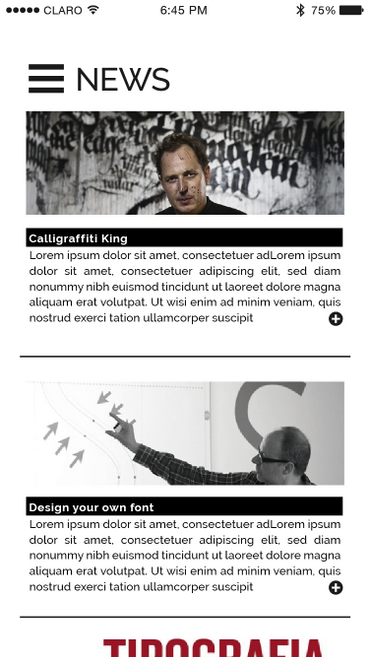 CLARO 6:45 PM 75%
NEWS
Calligraffiti King
Lorem ipsum dolor sit amet, consectetuer adLorem ipsum
dolor sit amet, consectetuer adipiscing elit, sed diam
nonummy nibh euismod tincidunt ut laoreet dolore magna
aliquam erat volutpat. Ut wisi enim ad minim veniam, quis
nostrud exerci tation ullamcorper suscipit
Design your own font
Lorem ipsum dolor sit amet, consectetuer adLorem ipsum
dolor sit amet, consectetuer adipiscing elit, sed diam
nonummy nibh euismod tincidunt ut laoreet dolore magna
aliquam erat volutpat. Ut wisi enim ad minim veniam, quis
nostrud exerci tation ullamcorper suscipit
TIPOGRAFIA